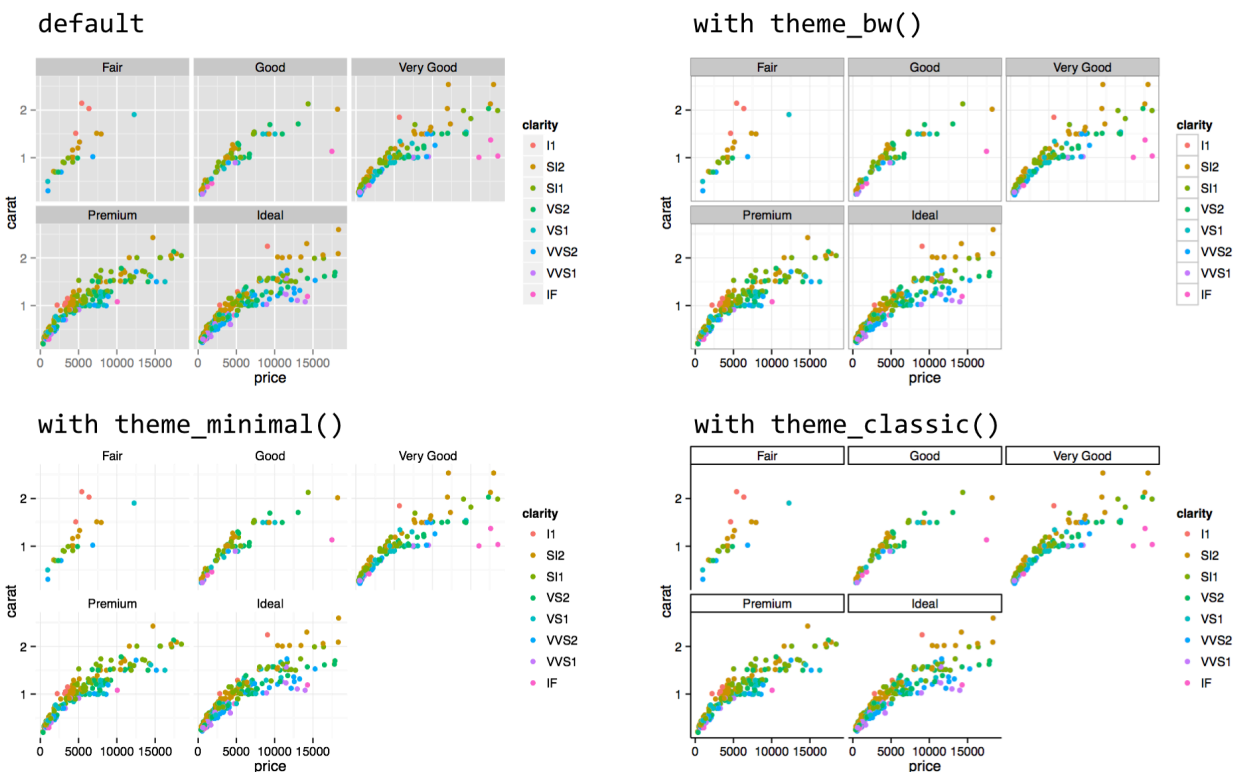 default
Fair Good Very Good
2
1
carat
Premium Ideal
2
1
0 5000 10000 15000 0 5000 10000 15000
price
clarity
I1
SI2
SI1
VS2
VS1
VVS2
VVS1
IF
with theme_bw()
Fair Good Very Good
2
1
carat
Premium Ideal
2
1
0 5000 10000 15000 0 5000 10000 15000
price
clarity
I1
SI2
SI1
VS2
VS1
VVS2
VVS1
IF
with theme_minimal()
Fair Good Very Good
2
1
carat
Premium Ideal
2
1
0 5000 10000 15000 0 5000 10000 15000
price
clarity
I1
SI2
SI1
VS2
VS1
VVS2
VVS1
IF
with theme_classic()
Fair Good Very Good
2
1
carat
Premium Ideal
2
1
0 5000 10000 15000 0 5000 10000 15000
price
clarity
I1
SI2
SI1
VS2
VS1
VVS2
VVS1
IF